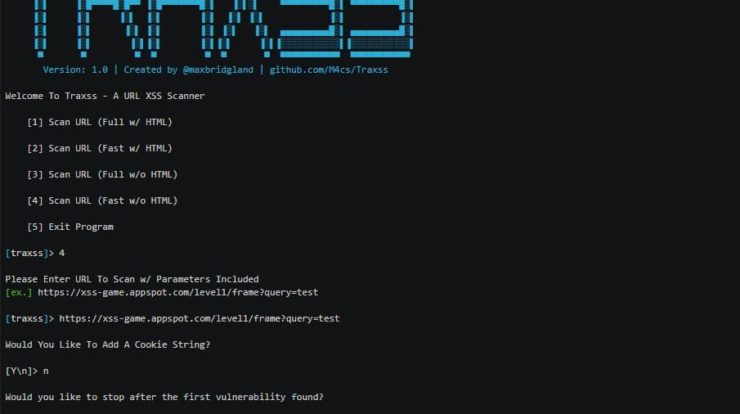 Version: 1.0 | Created by @maxbridgland | github.com/M4cs/Traxss
Welcome To Traxss - A URL XSS Scanner
[1] Scan URL (Full w/ HTML)
[2] Scan URL (Fast w/ HTML)
[3] Scan URL (Full w/o HTML)
[4] Scan URL (Fast w/o HTML)
[5] Exit Program
[traxss]> 4
Please Enter URL To Scan w/ Parameters Included
[ex.] https://xss-game.appspot.com/level1/frame?query=test
[traxss]> https://xss-game.appspot.com/level1/frame?query=test
Would You Like To Add A Cookie String?
[Y\n]> n
Would you like to stop after the first vulnerability found?